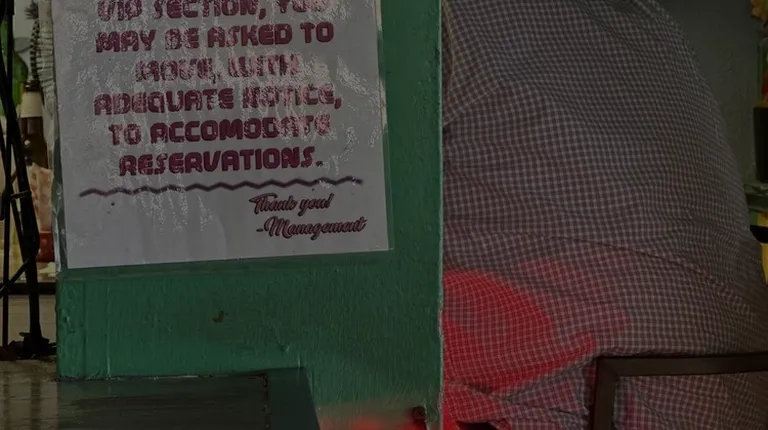 VIP SECTION, YOU
MAY BE ASKED TO
MOVE, WITH
ADEQUATE NOTICE,
TO ACCOMODATE
RESERVATIONS.
Thank you!
-Management